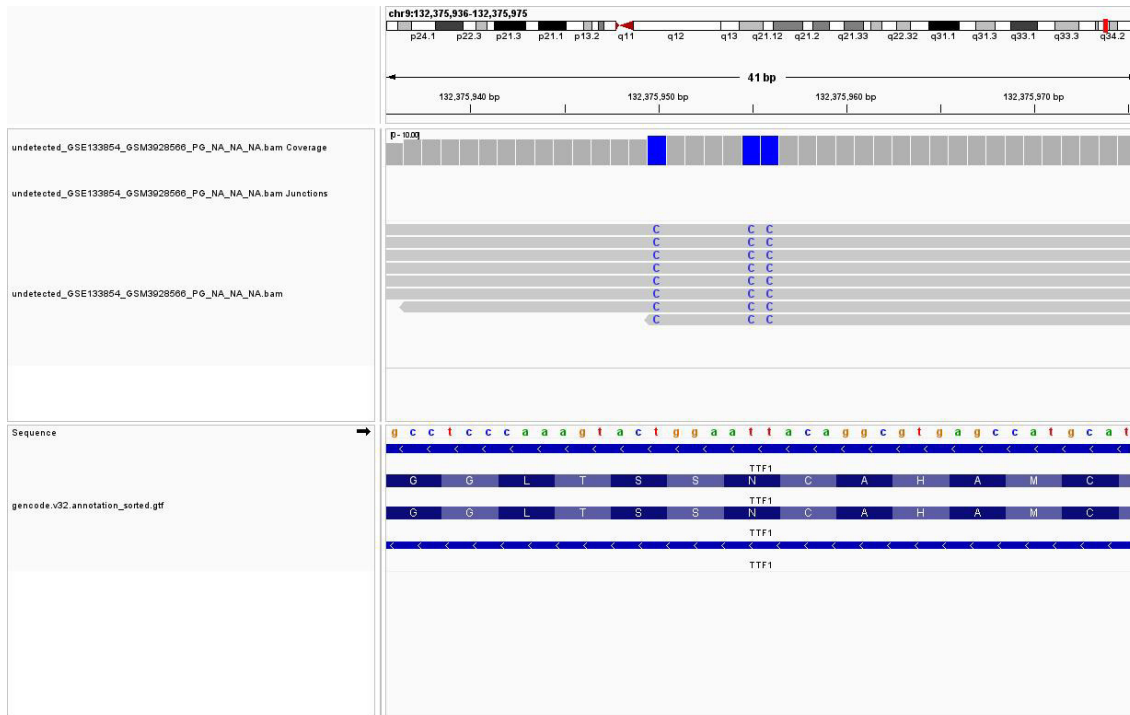 chr9:132,375,936-132,375,975
p24.1 p22.3 p21.3 p21.1 p13.2 q11 q12 q13 q21.12 q21.2 q21.33 q22.32 q31.1 q31.3 q33.1 q33.3 q34.2
41 bp
132,375,940 bp 132,375,950 bp 132,375,960 bp 132,375,970 bp
[0 - 10.00]
undetected_GSE133854_GSM3928566_PG_NA_NA_NA.bam Coverage
undetected_GSE133854_GSM3928566_PG_NA_NA_NA.bam Junctions
C C C
C C C
C C C
C C C
undetected_GSE133854_GSM3928566_PG_NA_NA_NA.bam
C C C
C C C
C C C
C C C
Sequence
g c c t c c c a a a g t a c t g g a a t t a c a g g c g t g a g c c a t g c a t
TTF1
G G L T S S N C A H A M C
TTF1
gencode.v32.annotation_sorted.gtf
G G L T S S N C A H A M C
TTF1
TTF1